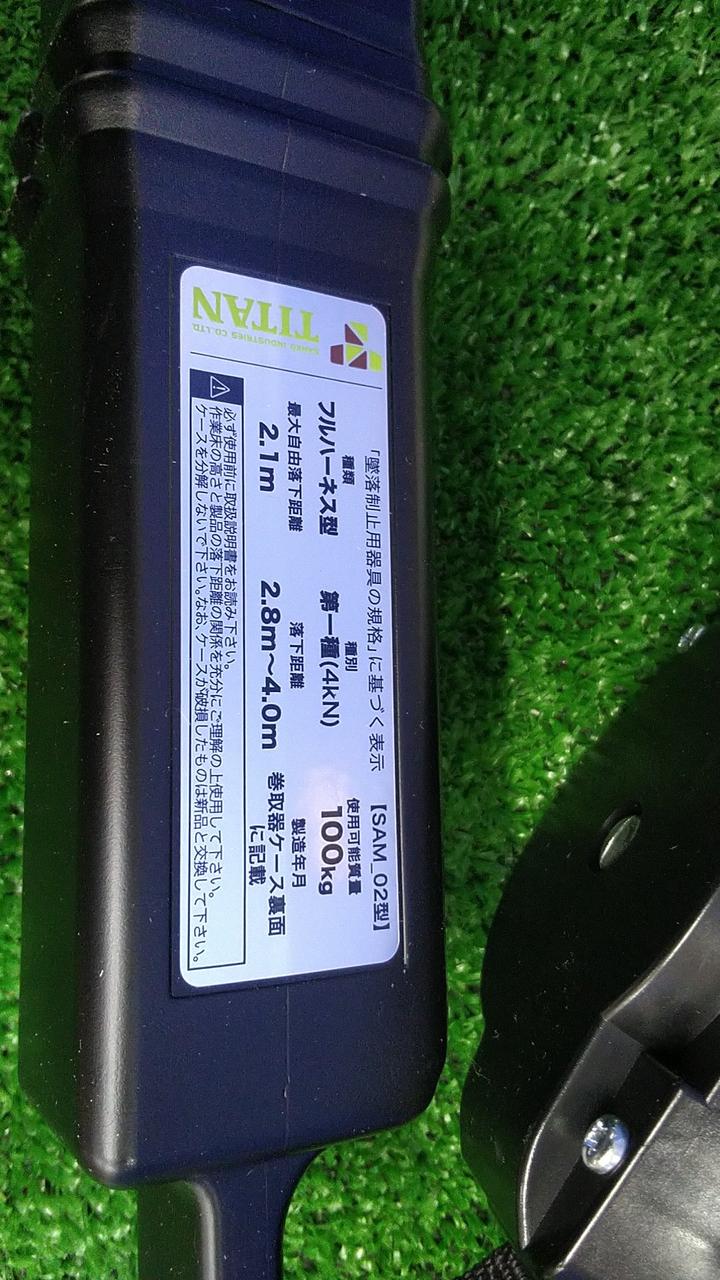 「墜落制止用器具の規格」に基づく表示 【SAM_02型】
種類 種別 使用可能質量
フルハーネス型 第一種(4kN) 100kg
最大自由落下距離 落下距離 製造年月
2.1m 2.8m～4.0m 巻取器ケース裏面に記載
SANKO INDUSTRIES CO.,LTD.
TITAN
必ず使用前に取扱説明書をお読み下さい。
作業床の高さと製品の落下距離の関係を充分にご理解の上使用して下さい。
ケースを分解しないで下さい。なお、ケースが破損したものは新品と交換して下さい。